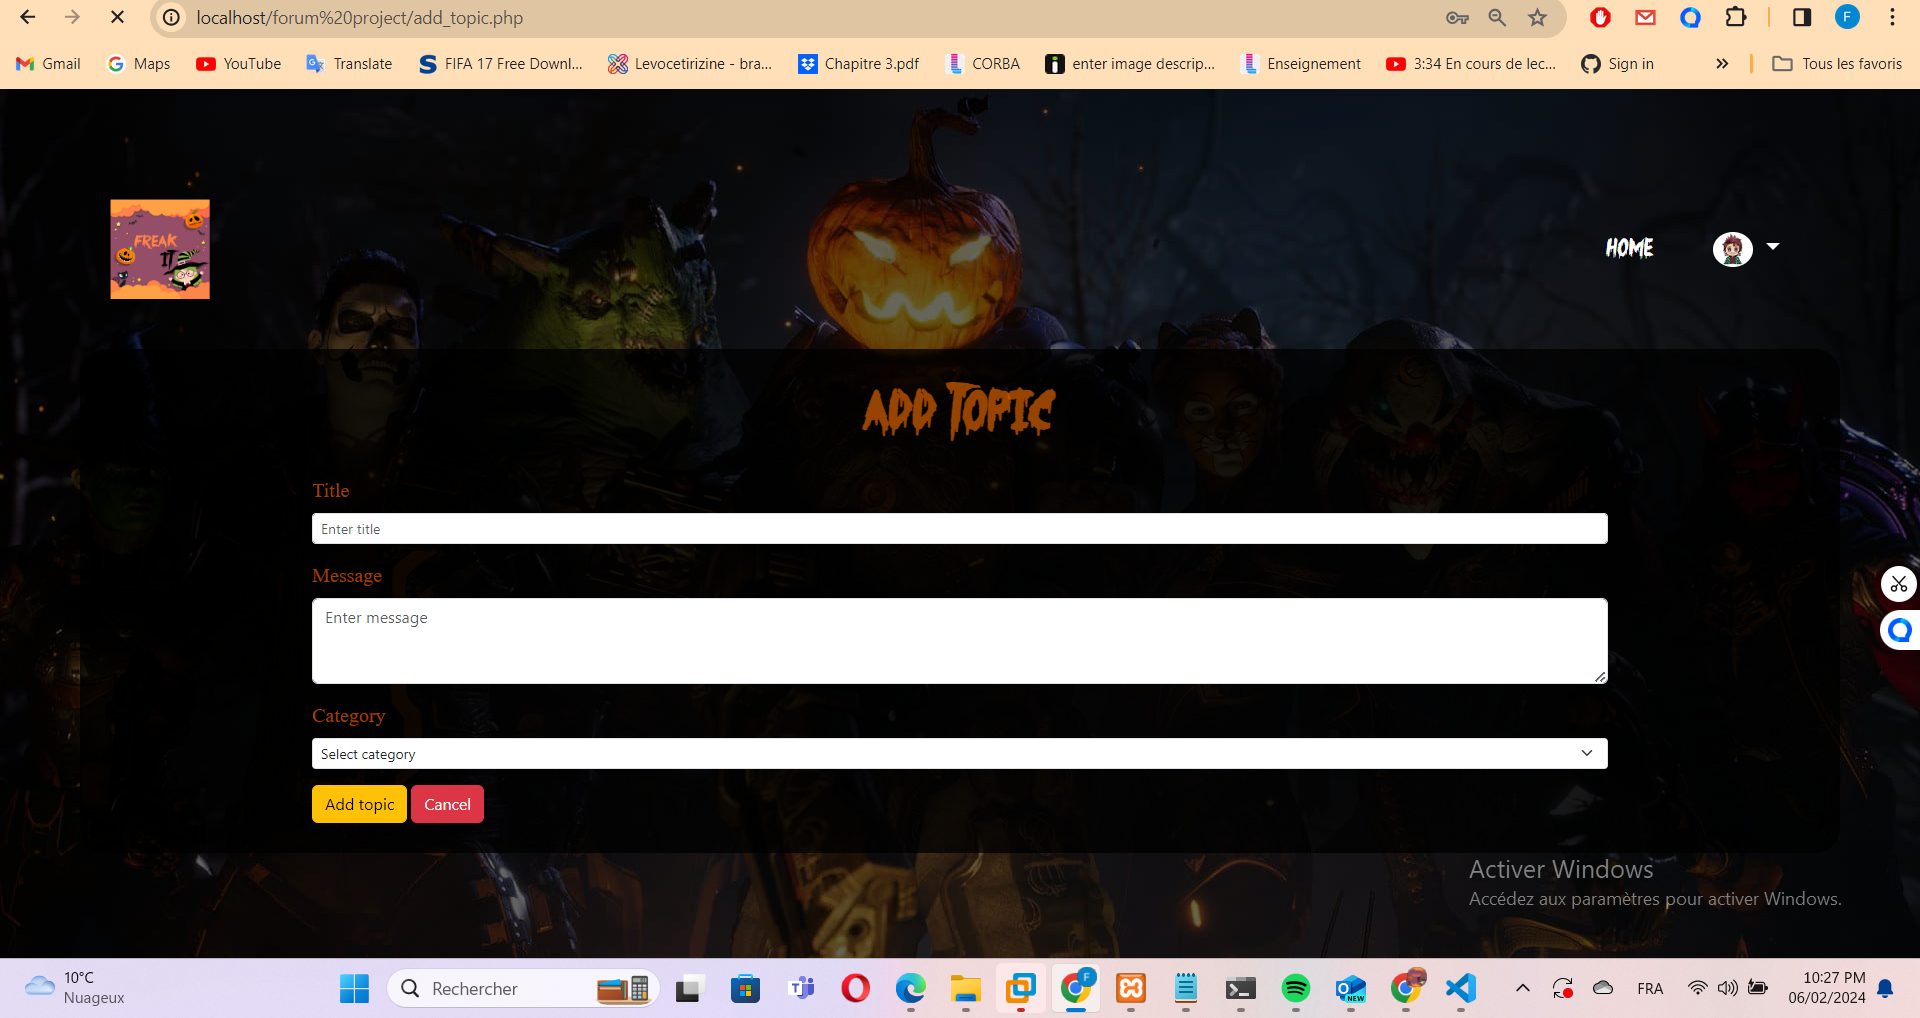 localhost/forum%20project/add_topic.php
F
Gmail
Maps
YouTube
Translate
FIFA 17 Free Downl...
Levocetirizine - bra...
Chapitre 3.pdf
CORBA
enter image descrip...
Enseignement
3:34 En cours de lec...
Sign in
Tous les favoris
FREAK
IT
HOME
ADD TOPIC
Title
Enter title
Message
Enter message
Category
Select category
Add topic
Cancel
Activer Windows
Accédez aux paramètres pour activer Windows.
10°C
Nuageux
Rechercher
F
NEW
FRA
10:27 PM
06/02/2024